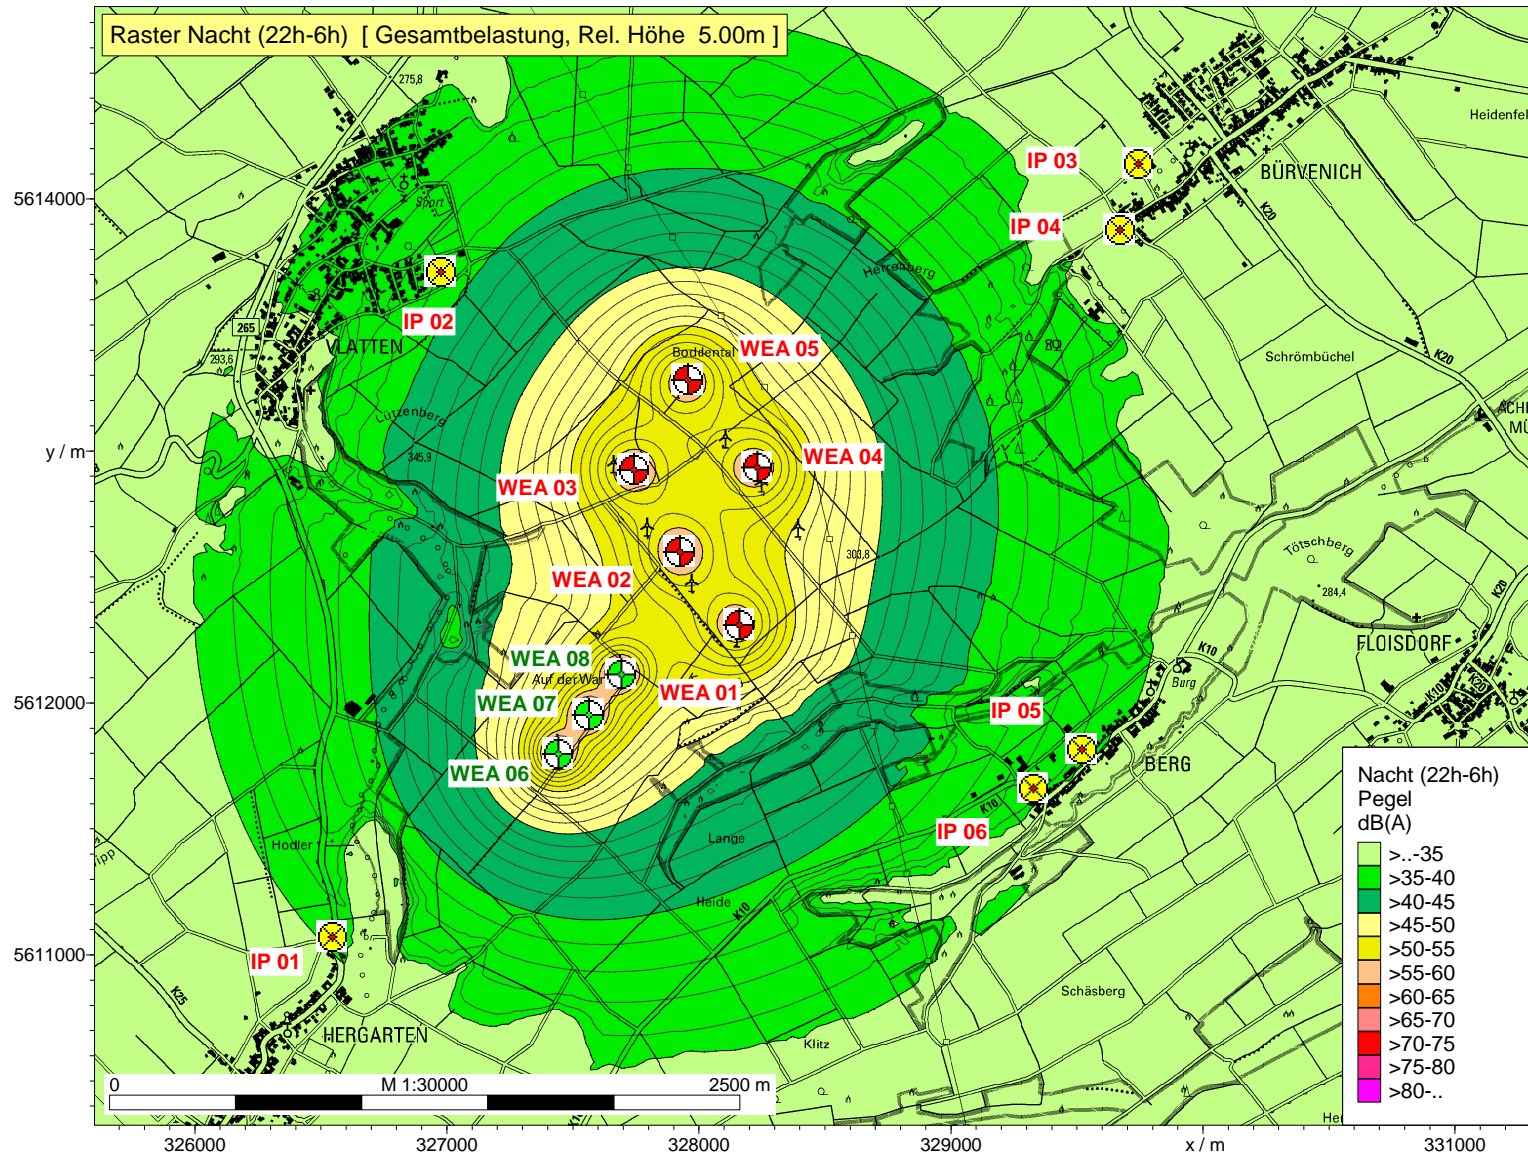 Raster Nacht (22h-6h)  [ Gesamtbelastung, Rel. Höhe  5.00m ]
275,8
Heidenfel
IP 03
BÜRVENICH
5614000
Sport
K20
IP 04
Herrenberg
IP 02
265
VLATTEN
293,6
Boddental
WEA 05
Schrömbüchel
K20
Lützenberg
y / m
345,9
WEA 04
WEA 03
303,8
Tötschberg
WEA 02
284,4
K20
FLOISDORF
K10
WEA 08
Auf der War
WEA 01
Burg
K20
K10
5612000
WEA 07
IP 05
BERG
WEA 06
K10
IP 06
Lange
Hodler
Heide
K10
IP 01
5611000
K25
Schäsberg
HERGARTEN
Klitz
Nacht (22h-6h)
Pegel
dB(A)
>..-35
>35-40
>40-45
>45-50
>50-55
>55-60
>60-65
>65-70
>70-75
>75-80
>80-..
0
M 1:30000
2500 m
326000
327000
328000
329000
x / m
331000